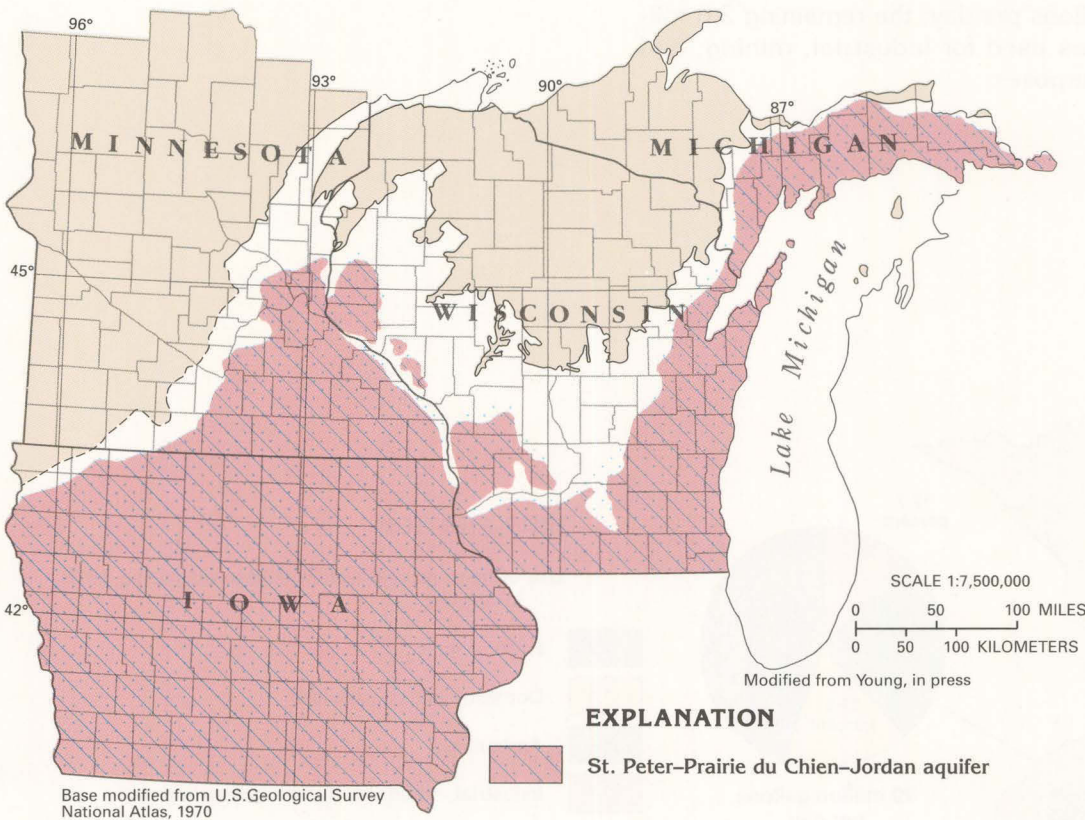 96°
93°
90°
87°
MINNESOTA
MICHIGAN
45°
WISCONSIN
Lake Michigan
42°
IOWA
SCALE 1:7,500,000
0 50 100 MILES
0 50 100 KILOMETERS
Modified from Young, in press
EXPLANATION
St. Peter–Prairie du Chien–Jordan aquifer
Base modified from U.S.Geological Survey
National Atlas, 1970